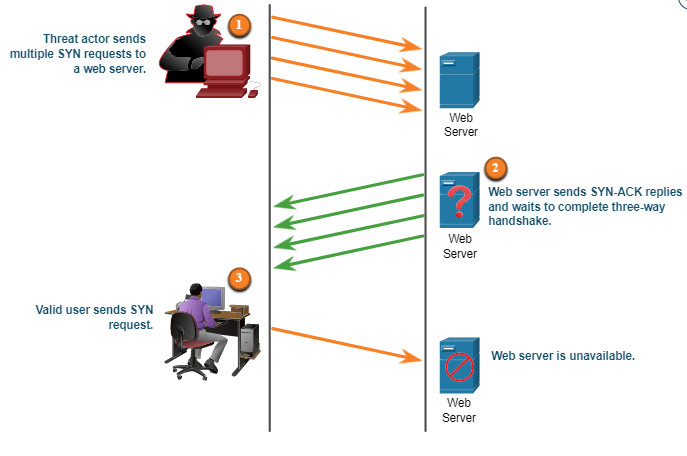 1
Threat actor sends
multiple SYN requests to
a web server.
Web
Server
2
Web server sends SYN-ACK replies
and waits to complete three-way
handshake.
?
Web
Server
3
Valid user sends SYN
request.
Web server is unavailable.
Web
Server